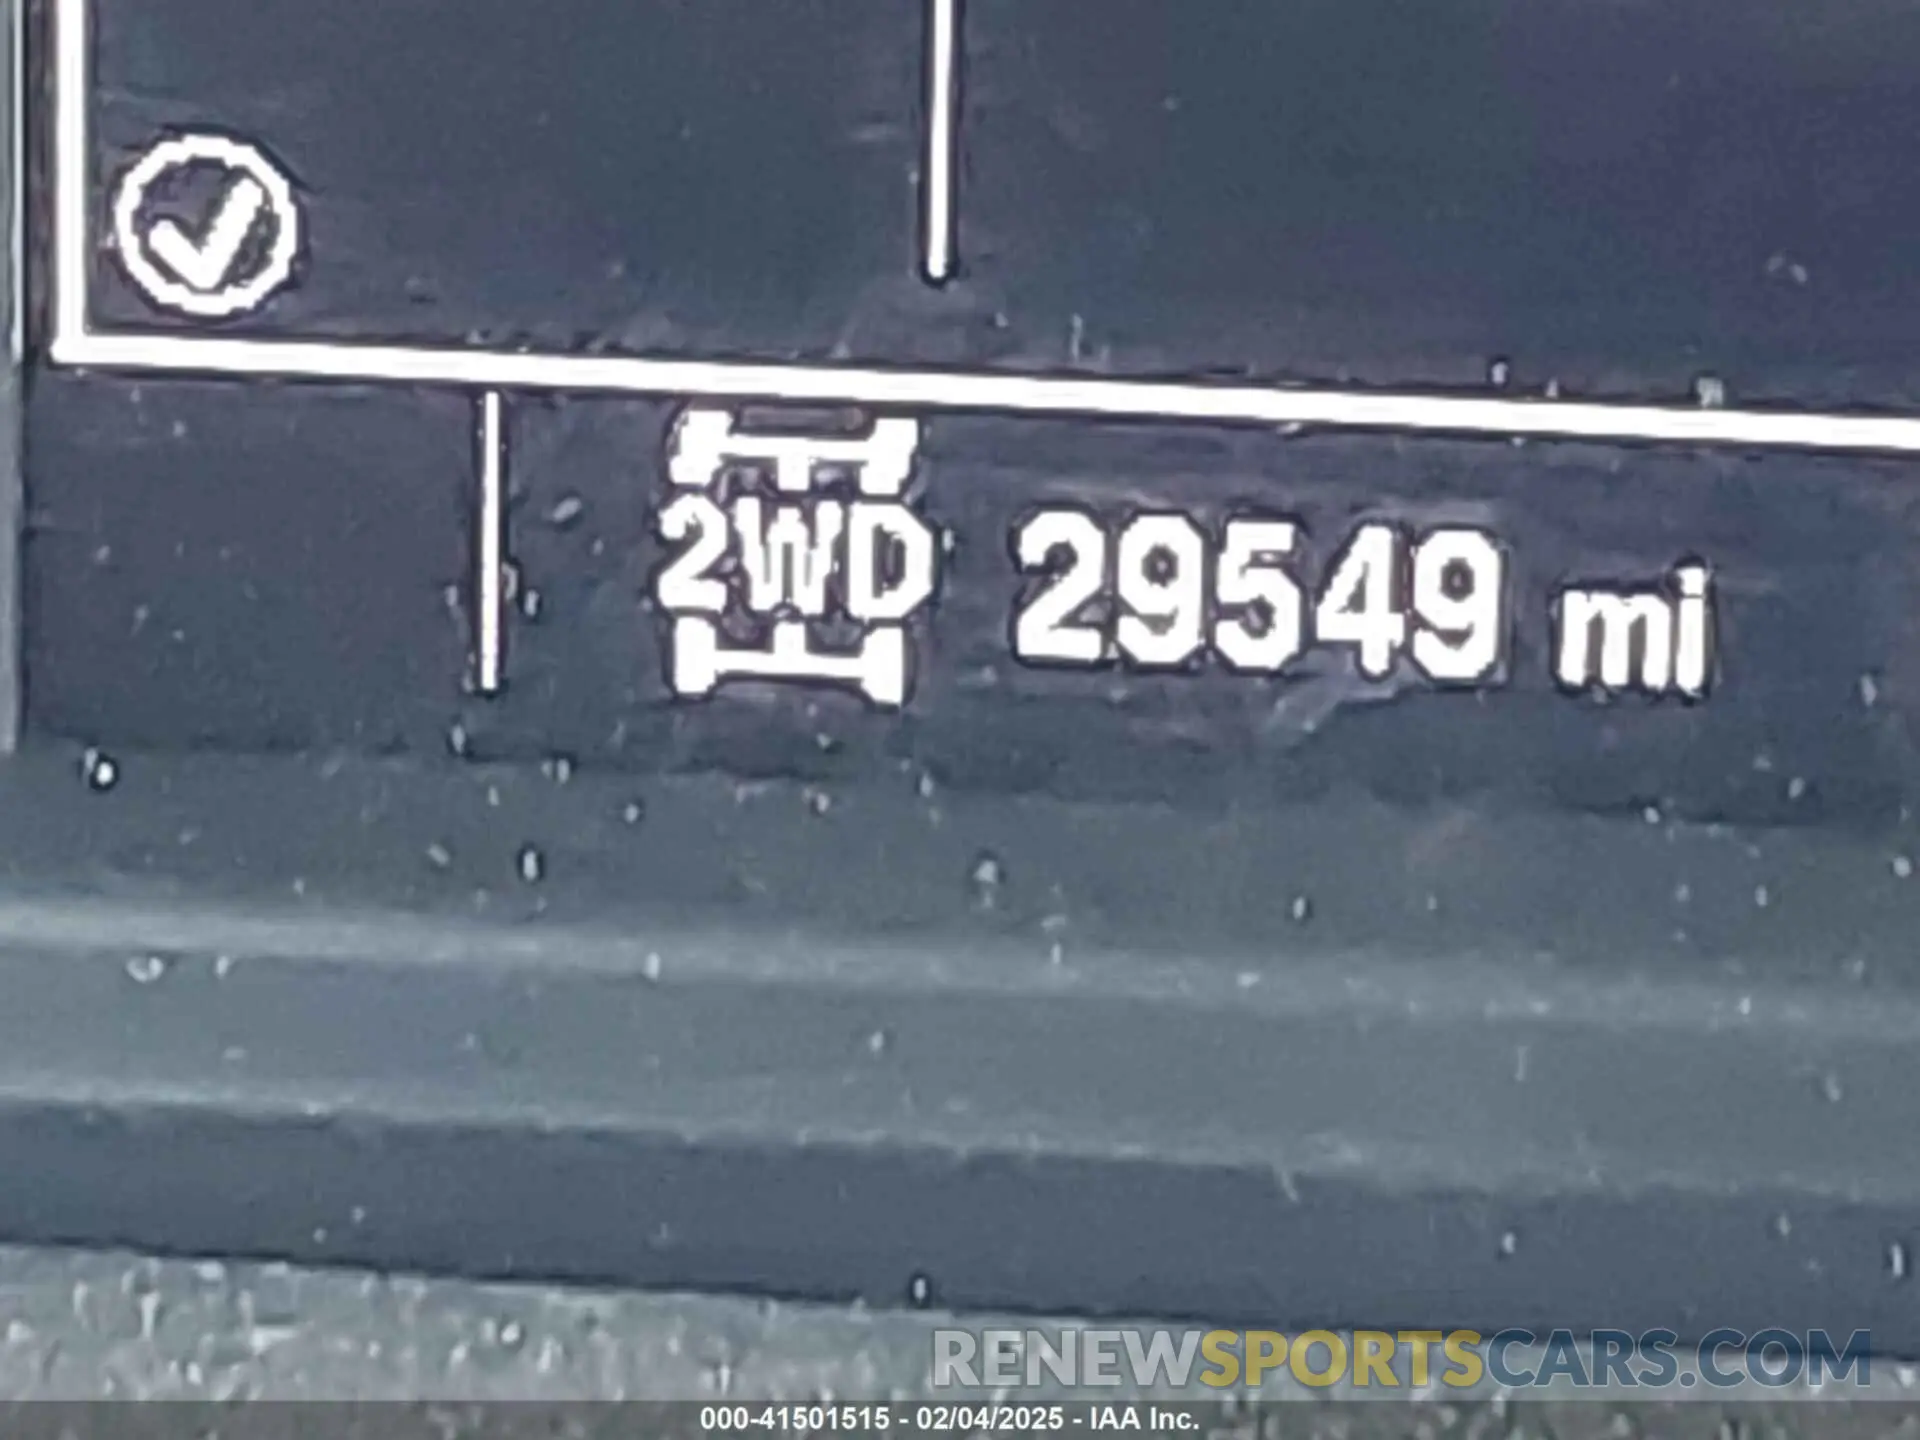 2WD 29549 mi
RENEWSPORTSCARS.COM
000-41501515 - 02/04/2025 - IAA Inc.